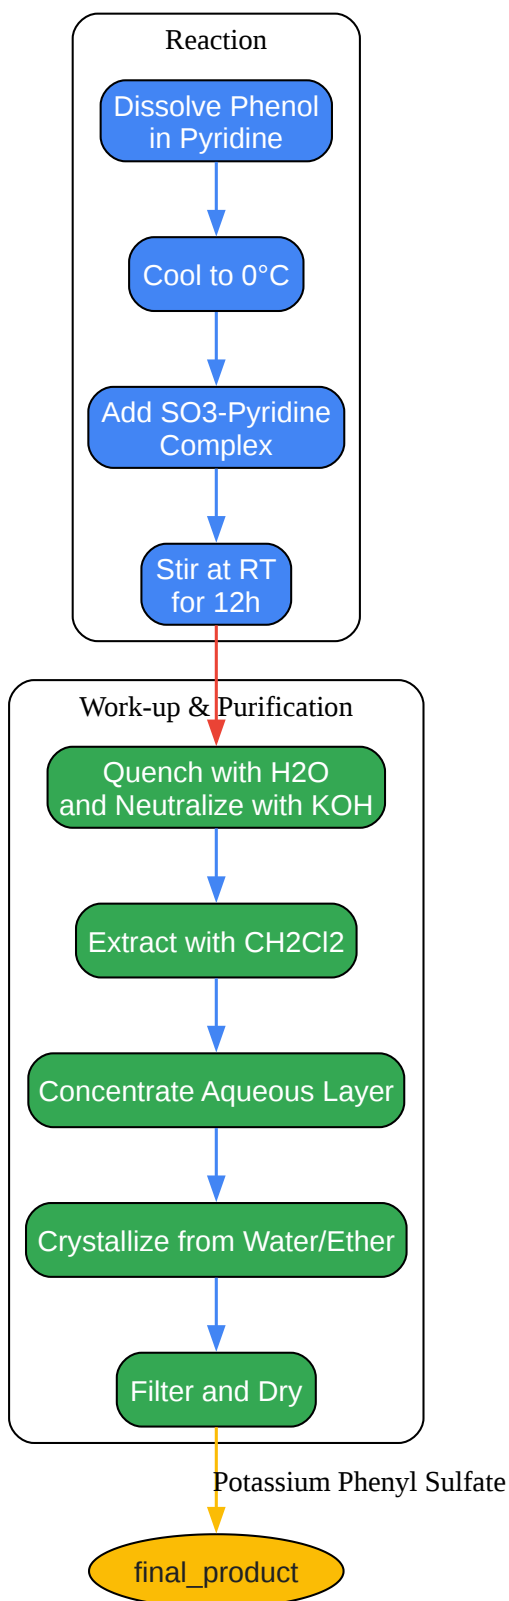 Reaction
Dissolve Phenol
in Pyridine
Cool to 0°C
Add SO3-Pyridine
Complex
Stir at RT
for 12h
Work-up & Purification
Quench with H2O
and Neutralize with KOH
Extract with CH2Cl2
Concentrate Aqueous Layer
Crystallize from Water/Ether
Filter and Dry
Potassium Phenyl Sulfate
final_product